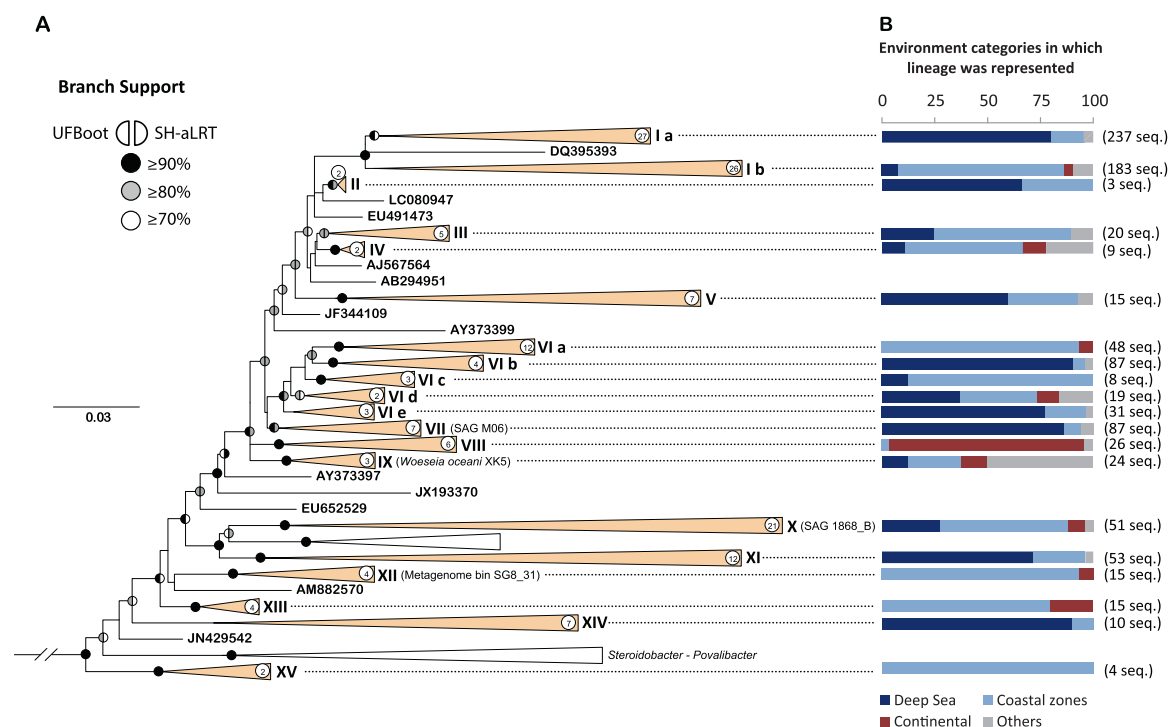 A
B
Environment categories in which
lineage was represented
Branch Support
UFBoot SH-aLRT
≥90%
≥80%
≥70%
0 25 50 75 100
27 I a (237 seq.)
DQ395393
26 I b (183 seq.)
2 II (3 seq.)
LC080947
EU491473
5 III (20 seq.)
2 IV (9 seq.)
AJ567564
AB294951
7 V (15 seq.)
JF344109
AY373399
12 VI a (48 seq.)
4 VI b (87 seq.)
3 VI c (8 seq.)
2 VI d (19 seq.)
3 VI e (31 seq.)
7 VII (SAG M06) (87 seq.)
6 VIII (26 seq.)
3 IX (Woeseia oceani XK5) (24 seq.)
0.03
AY373397
JX193370
EU652529
21 X (SAG 1868_B) (51 seq.)
12 XI (53 seq.)
4 XII (Metagenome bin SG8_31) (15 seq.)
AM882570
4 XIII (15 seq.)
7 XIV (10 seq.)
JN429542
Steroidobacter - Povalibacter
2 XV (4 seq.)
Deep Sea Coastal zones
Continental Others